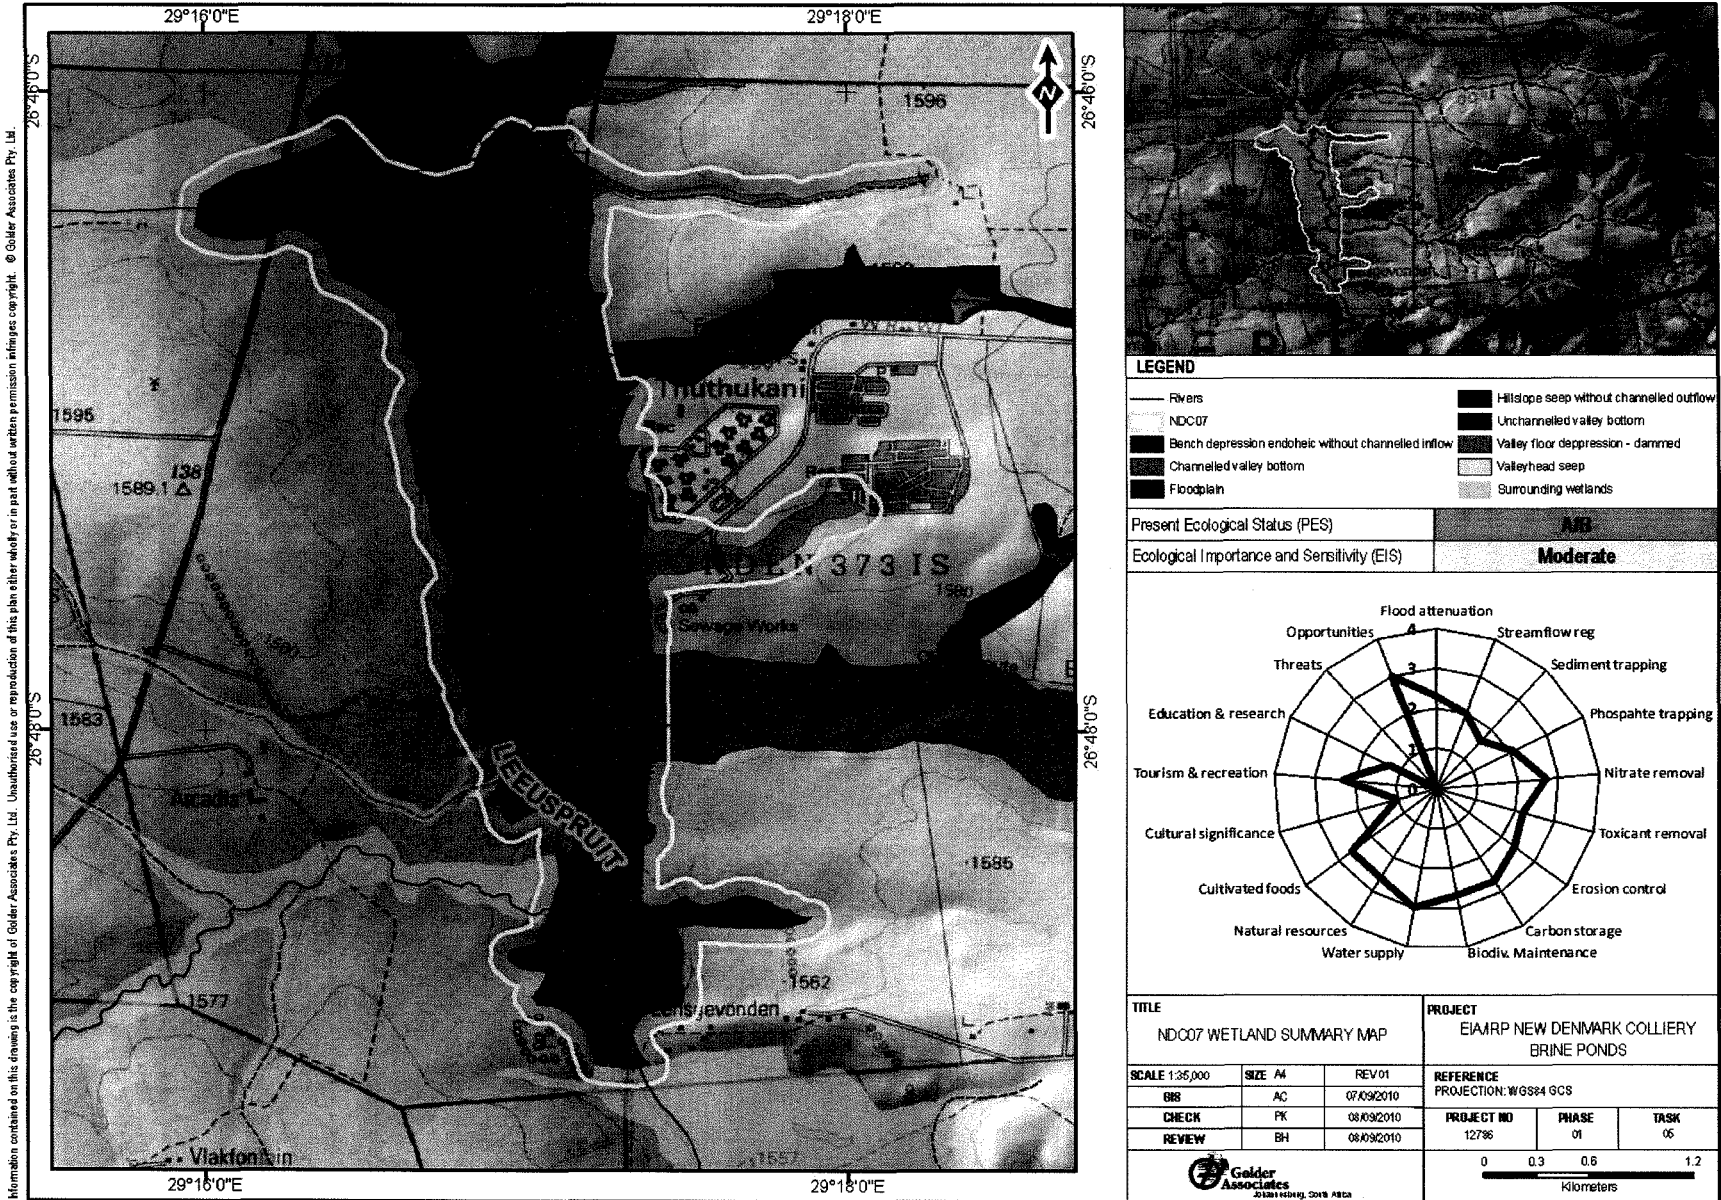 29°16'0"E
29°18'0"E
26°46'0"S
26°46'0"S
1596
1595
138
1589.1
Thuthukani
373 IS
1580
Sewage Works
1583
26°48'0"S
26°48'0"S
LEEUSPRUIT
Arcadia
1585
1577
1562
1557
29°16'0"E
29°18'0"E
N
Information contained on this drawing is the copyright of Golder Associates Pty. Ltd. Unauthorised use or reproduction of this plan either wholly or in part without written permission infringes copyright. © Golder Associates Pty. Ltd.
LEGEND
Rivers
NDC07
Bench depression endoheic without channelled inflow
Channelled valley bottom
Floodplain
Hillslope seep without channelled outflow
Unchannelled valley bottom
Valley floor deppression - dammed
Valleyhead seep
Surrounding wetlands
Present Ecological Status (PES)
A/B
Ecological Importance and Sensitivity (EIS)
Moderate
Flood attenuation
Streamflow reg
Sediment trapping
Phospahte trapping
Nitrate removal
Toxicant removal
Erosion control
Carbon storage
Biodiv. Maintenance
Water supply
Natural resources
Cultivated foods
Cultural significance
Tourism & recreation
Education & research
Threats
Opportunities
4
3
2
1
0
TITLE
NDC07 WETLAND SUMMARY MAP
PROJECT
EIA/IRP NEW DENMARK COLLIERY
BRINE PONDS
SCALE 1:35,000 SIZE A4 REV 01
GIS AC 07/09/2010
CHECK PK 08/09/2010
REVIEW BH 08/09/2010
REFERENCE
PROJECTION: WGS84 GCS
PROJECT NO PHASE TASK
12786 01 05
Golder
Associates
Johannesburg, South Africa
0 0.3 0.6 1.2
Kilometers